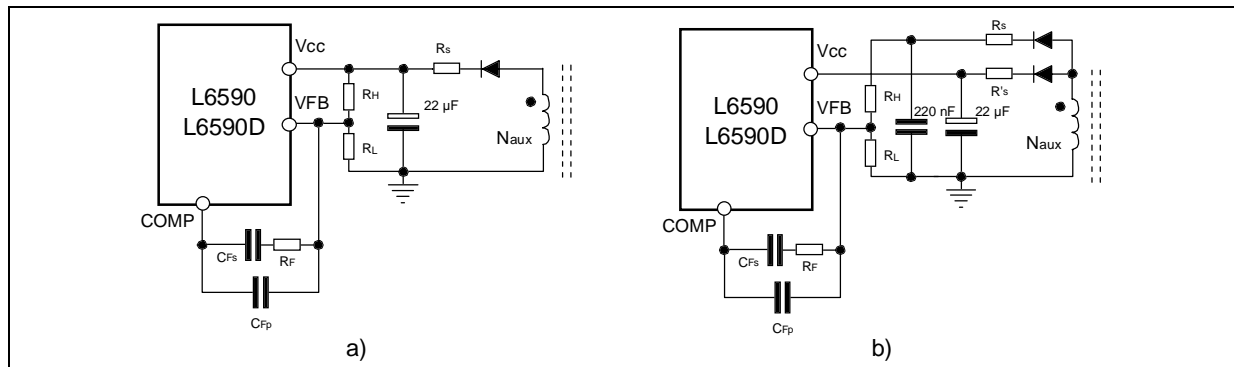 Vcc
Rs
L6590
L6590D
VFB
RH
22 µF
RL
Naux
COMP
CFs
RF
CFp
a)
Rs
Vcc
R's
L6590
L6590D
VFB
RH
220 nF
22 µF
RL
Naux
COMP
CFs
RF
CFp
b)